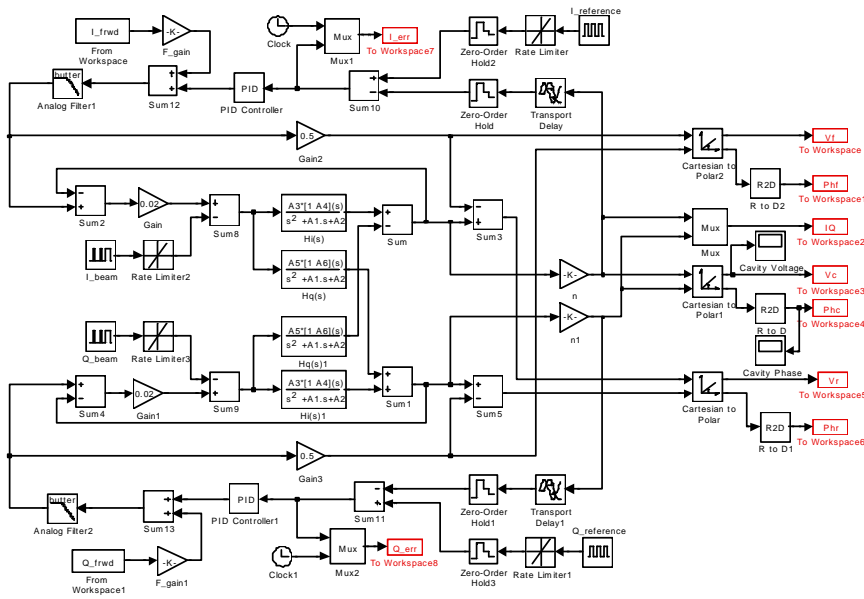 I_frwd
From
Workspace
-K-
F_gain
Clock
Mux
Mux1
I_err
To Workspace7
Zero-Order
Hold2
Rate Limiter
I_reference
butter
Analog Filter1
+
+
Sum12
PID
PID Controller
+
−
Sum10
Zero-Order
Hold
Transport
Delay
0.5
Gain2
Cartesian to
Polar2
Vf
To Workspace
R2D
R to D2
Phf
To Workspace1
−
+
Sum2
0.02
Gain
+
−
Sum8
A3*[1 A4](s)
s² +A1.s+A2
Hi(s)
+
−
Sum
−
+
Sum3
Mux
Mux
IQ
To Workspace2
I_beam
Rate Limiter2
A5*[1 A6](s)
s² +A1.s+A2
Hq(s)
-K-
n
Cartesian to
Polar1
Cavity Voltage
Vc
To Workspace3
Q_beam
Rate Limiter3
A5*[1 A6](s)
s² +A1.s+A2
Hq(s)1
-K-
n1
R2D
R to D
Phc
To Workspace4
Cavity Phase
+
−
Sum4
0.02
Gain1
−
+
Sum9
A3*[1 A4](s)
s² +A1.s+A2
Hi(s)1
+
+
Sum1
+
−
Sum5
Cartesian to
Polar
Vr
To Workspace5
R2D
R to D1
Phr
To Workspace6
0.5
Gain3
butter
Analog Filter2
+
+
Sum13
PID
PID Controller1
−
+
Sum11
Zero-Order
Hold1
Transport
Delay1
Q_frwd
From
Workspace1
-K-
F_gain1
Clock1
Mux
Mux2
Q_err
To Workspace8
Zero-Order
Hold3
Rate Limiter1
Q_reference